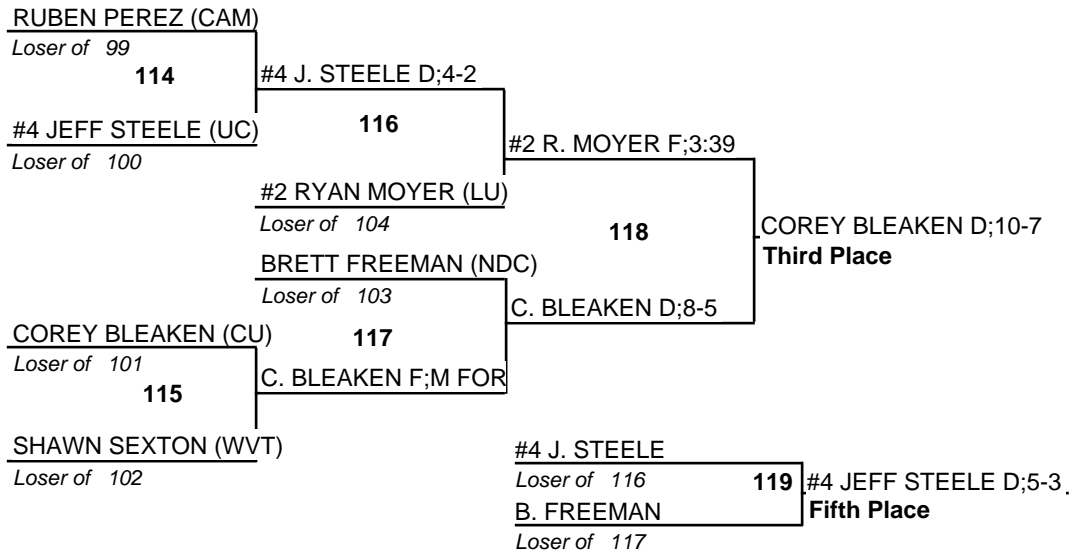 RUBEN PEREZ (CAM)
Loser of 99
114
#4 J. STEELE D;4-2
#4 JEFF STEELE (UC)
Loser of 100
116
#2 R. MOYER F;3:39
#2 RYAN MOYER (LU)
Loser of 104
118
COREY BLEAKEN D;10-7
Third Place
BRETT FREEMAN (NDC)
Loser of 103
C. BLEAKEN D;8-5
COREY BLEAKEN (CU)
Loser of 101
117
115
C. BLEAKEN F;M FOR
SHAWN SEXTON (WVT)
Loser of 102
#4 J. STEELE
Loser of 116
119
#4 JEFF STEELE D;5-3
Fifth Place
B. FREEMAN
Loser of 117